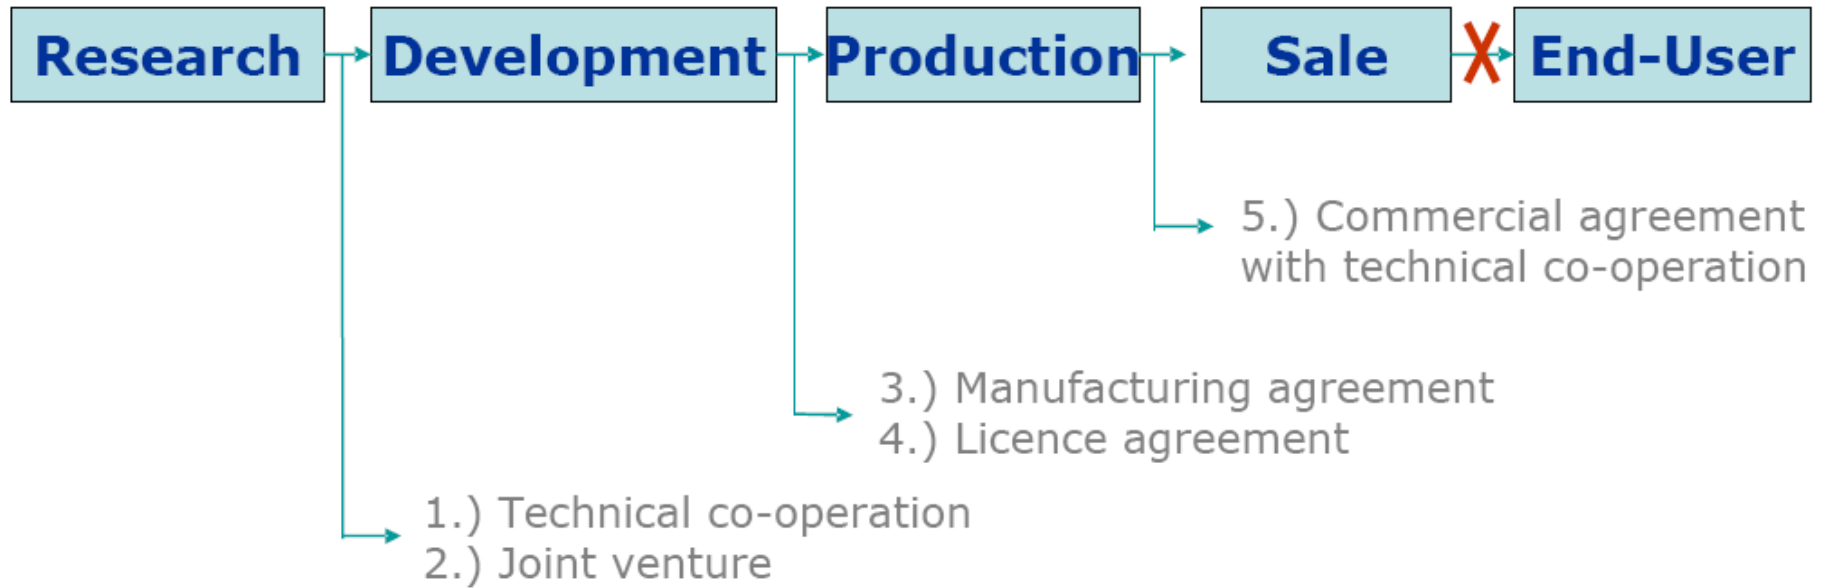 Research
Development
Production
Sale
End-User
5.) Commercial agreement
with technical co-operation
3.) Manufacturing agreement
4.) Licence agreement
1.) Technical co-operation
2.) Joint venture